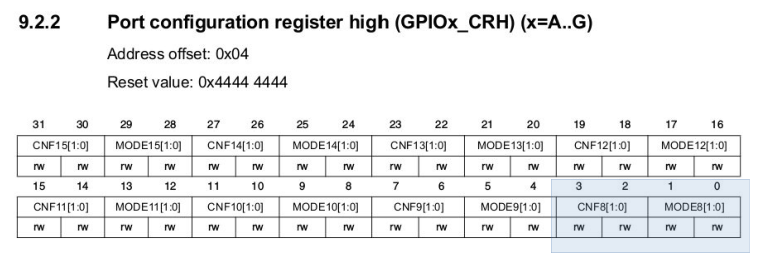 9.2.2 Port configuration register high (GPIOx_CRH) (x=A..G)
Address offset: 0x04
Reset value: 0x4444 4444
31 30 29 28 27 26 25 24 23 22 21 20 19 18 17 16
CNF15[1:0] MODE15[1:0] CNF14[1:0] MODE14[1:0] CNF13[1:0] MODE13[1:0] CNF12[1:0] MODE12[1:0]
rw rw rw rw rw rw rw rw rw rw rw rw rw rw rw rw
15 14 13 12 11 10 9 8 7 6 5 4 3 2 1 0
CNF11[1:0] MODE11[1:0] CNF10[1:0] MODE10[1:0] CNF9[1:0] MODE9[1:0] CNF8[1:0] MODE8[1:0]
rw rw rw rw rw rw rw rw rw rw rw rw rw rw rw rw